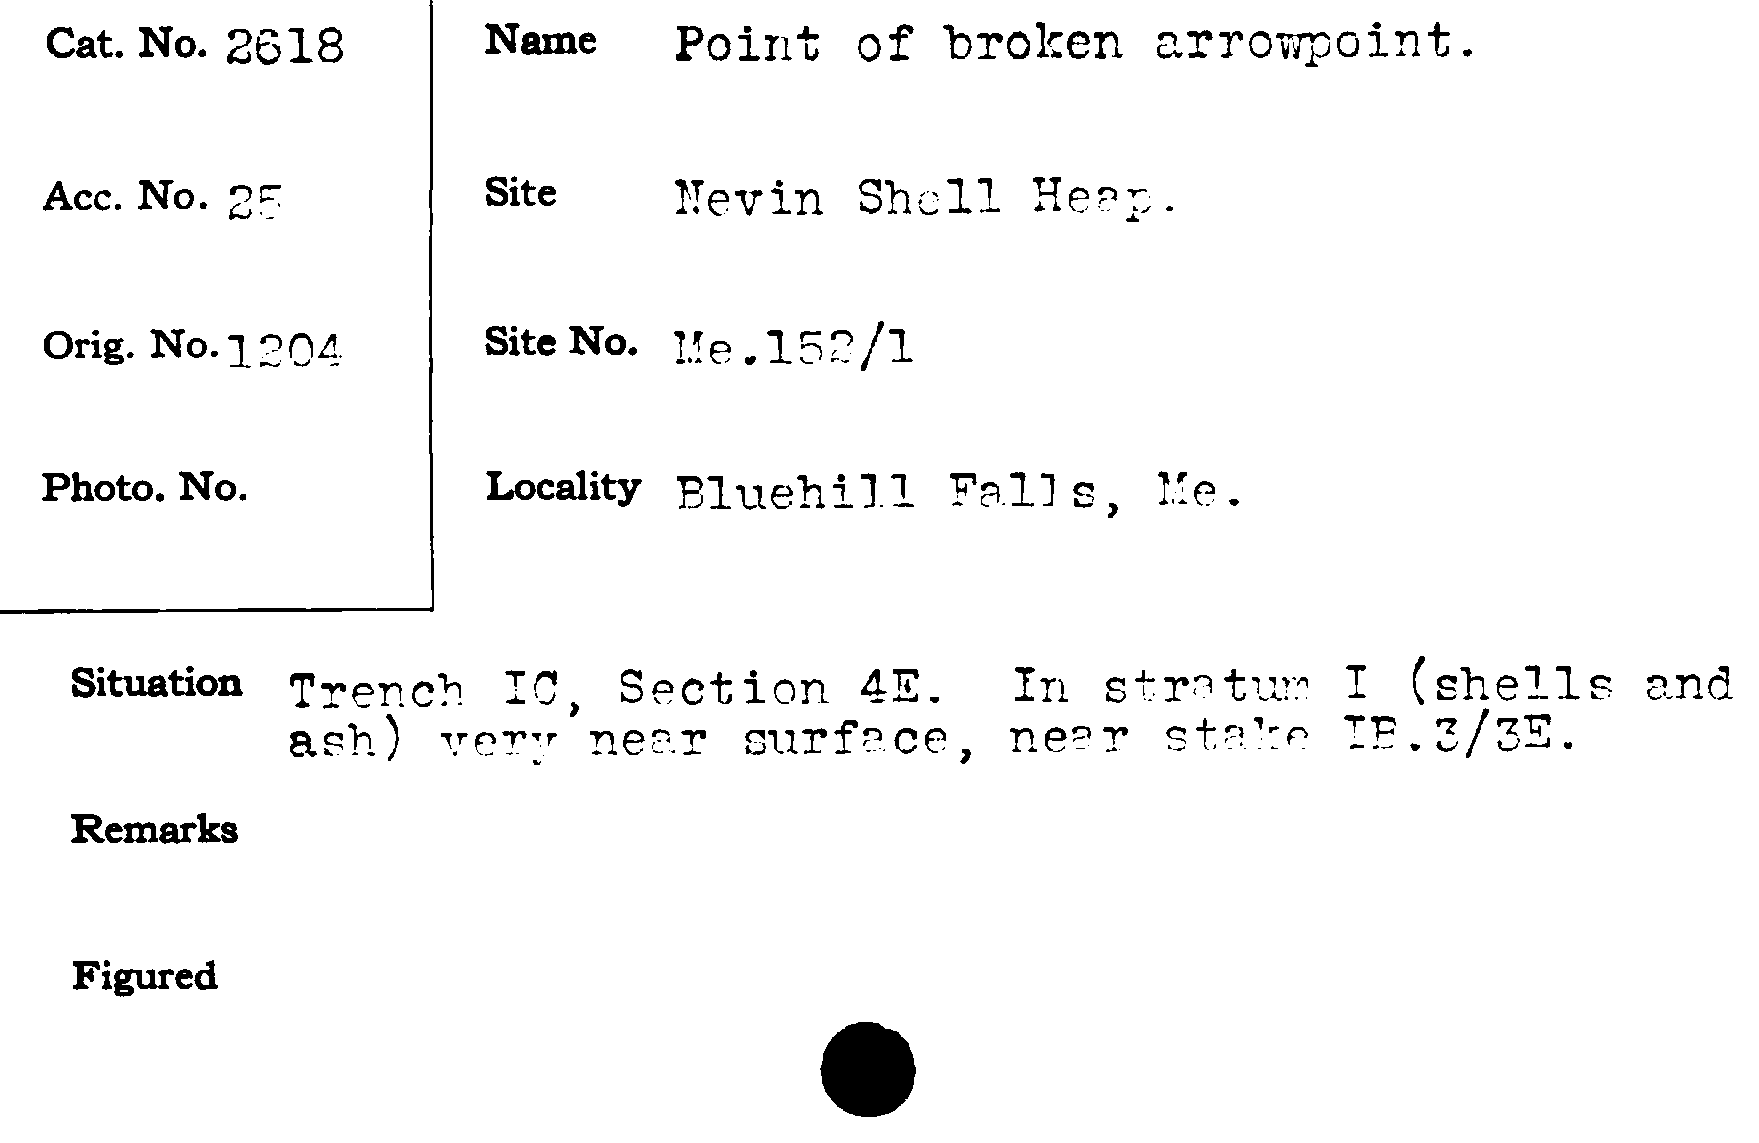 Cat. No. 2618
Name Point of broken arrowpoint.
Acc. No. 25
Site Nevin Shell Heap.
Orig. No. 1204
Site No. Me.152/1
Photo. No.
Locality Bluehill Falls, Me.
Situation Trench IC, Section 4E. In stratum I (shells and
ash) very near surface, near stake IB.3/3E.
Remarks
Figured